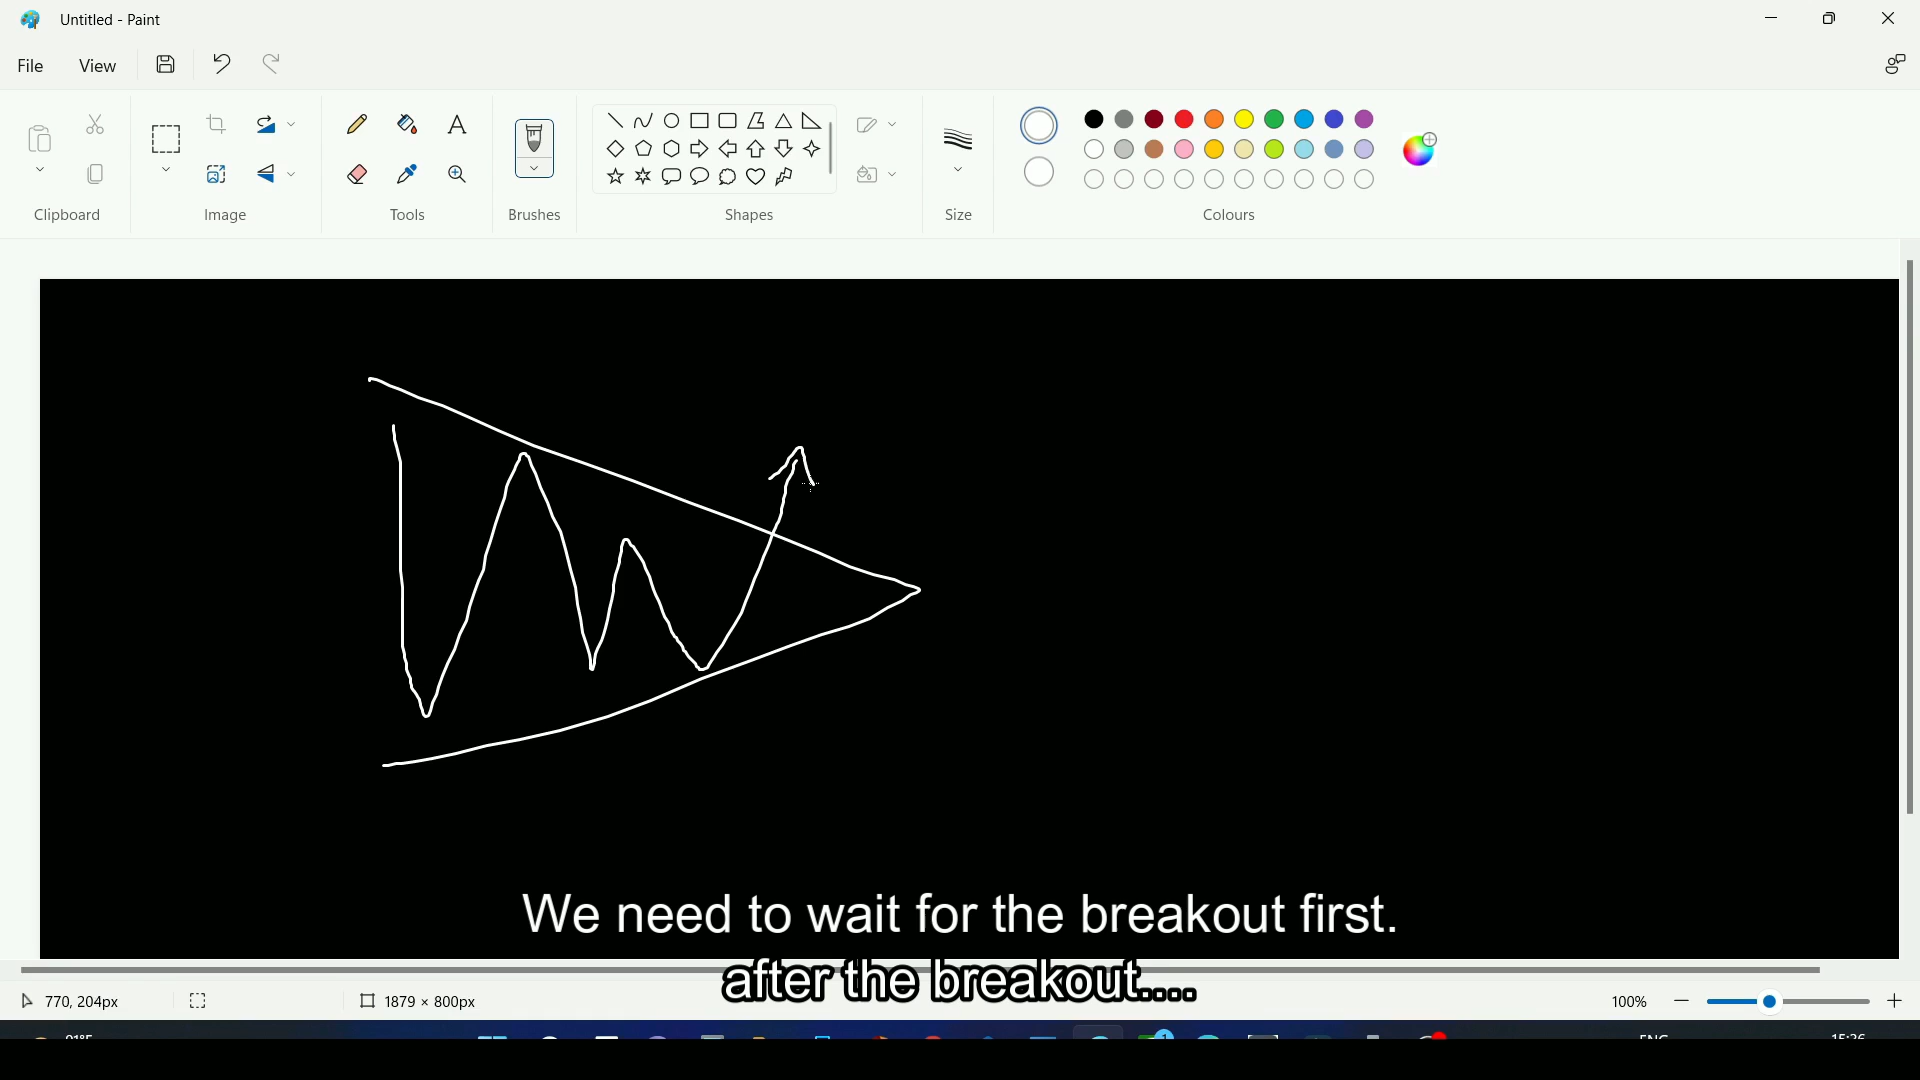 Untitled - Paint
File
View
Clipboard
Image
Tools
Brushes
Shapes
Size
Colours
We need to wait for the breakout first.
after the breakout....
770, 204px
1879 × 800px
100%